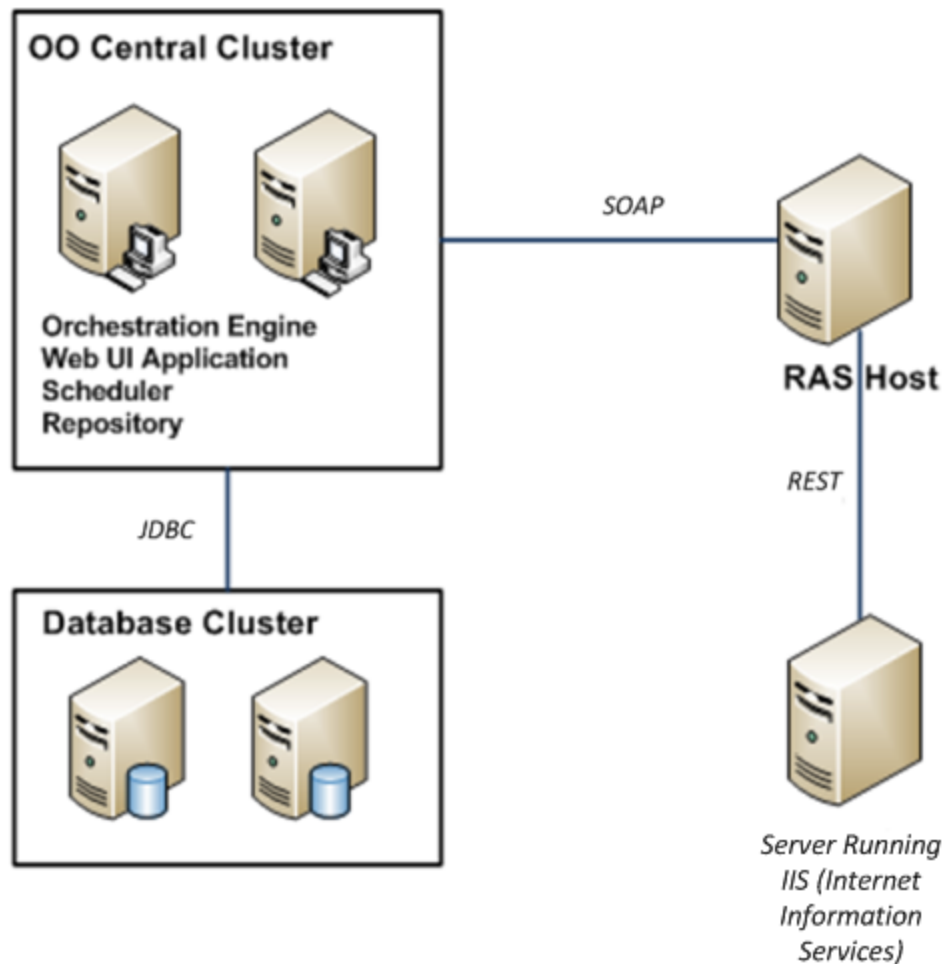 OO Central Cluster
Orchestration Engine
Web UI Application
Scheduler
Repository
SOAP
RAS Host
REST
JDBC
Database Cluster
Server Running
IIS (Internet
Information
Services)